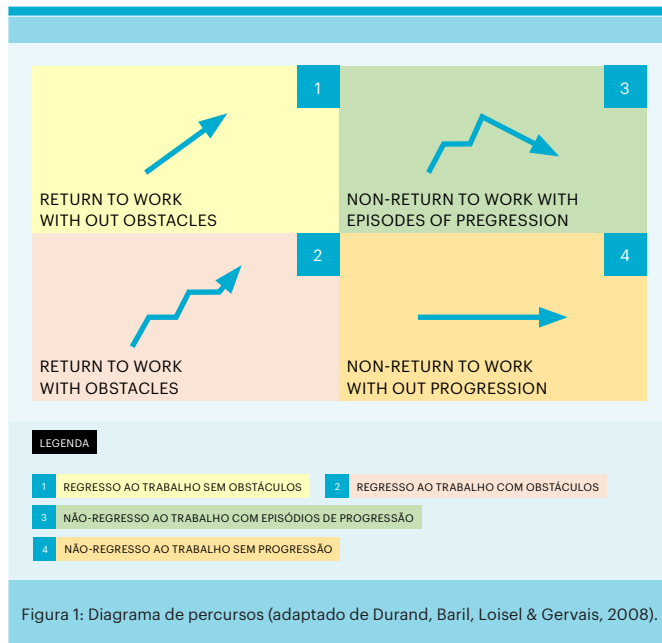 1
RETURN TO WORK
WITH OUT OBSTACLES
3
NON-RETURN TO WORK WITH
EPISODES OF PREGRESSION
2
RETURN TO WORK
WITH OBSTACLES
4
NON-RETURN TO WORK
WITH OUT PROGRESSION
LEGENDA
1 REGRESSO AO TRABALHO SEM OBSTÁCULOS
2 REGRESSO AO TRABALHO COM OBSTÁCULOS
3 NÃO-REGRESSO AO TRABALHO COM EPISÓDIOS DE PROGRESSÃO
4 NÃO-REGRESSO AO TRABALHO SEM PROGRESSÃO
Figura 1: Diagrama de percursos (adaptado de Durand, Baril, Loisel & Gervais, 2008).